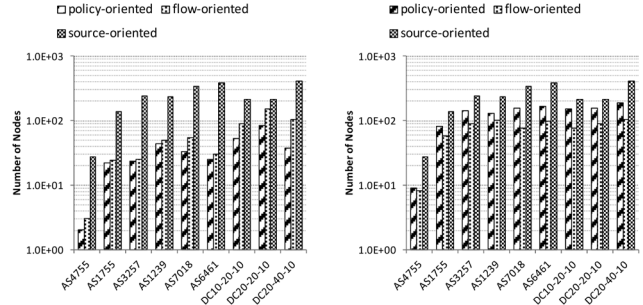 policy-oriented flow-oriented
source-oriented
1.0E+03
1.0E+02
1.0E+01
1.0E+00
Number of Nodes
AS4755 AS1755 AS3257 AS1239 AS7018 AS6461 DC10-20-10 DC20-20-10 DC20-40-10
policy-oriented flow-oriented
source-oriented
1.0E+03
1.0E+02
1.0E+01
1.0E+00
Number of Nodes
AS4755 AS1755 AS3257 AS1239 AS7018 AS6461 DC10-20-10 DC20-20-10 DC20-40-10